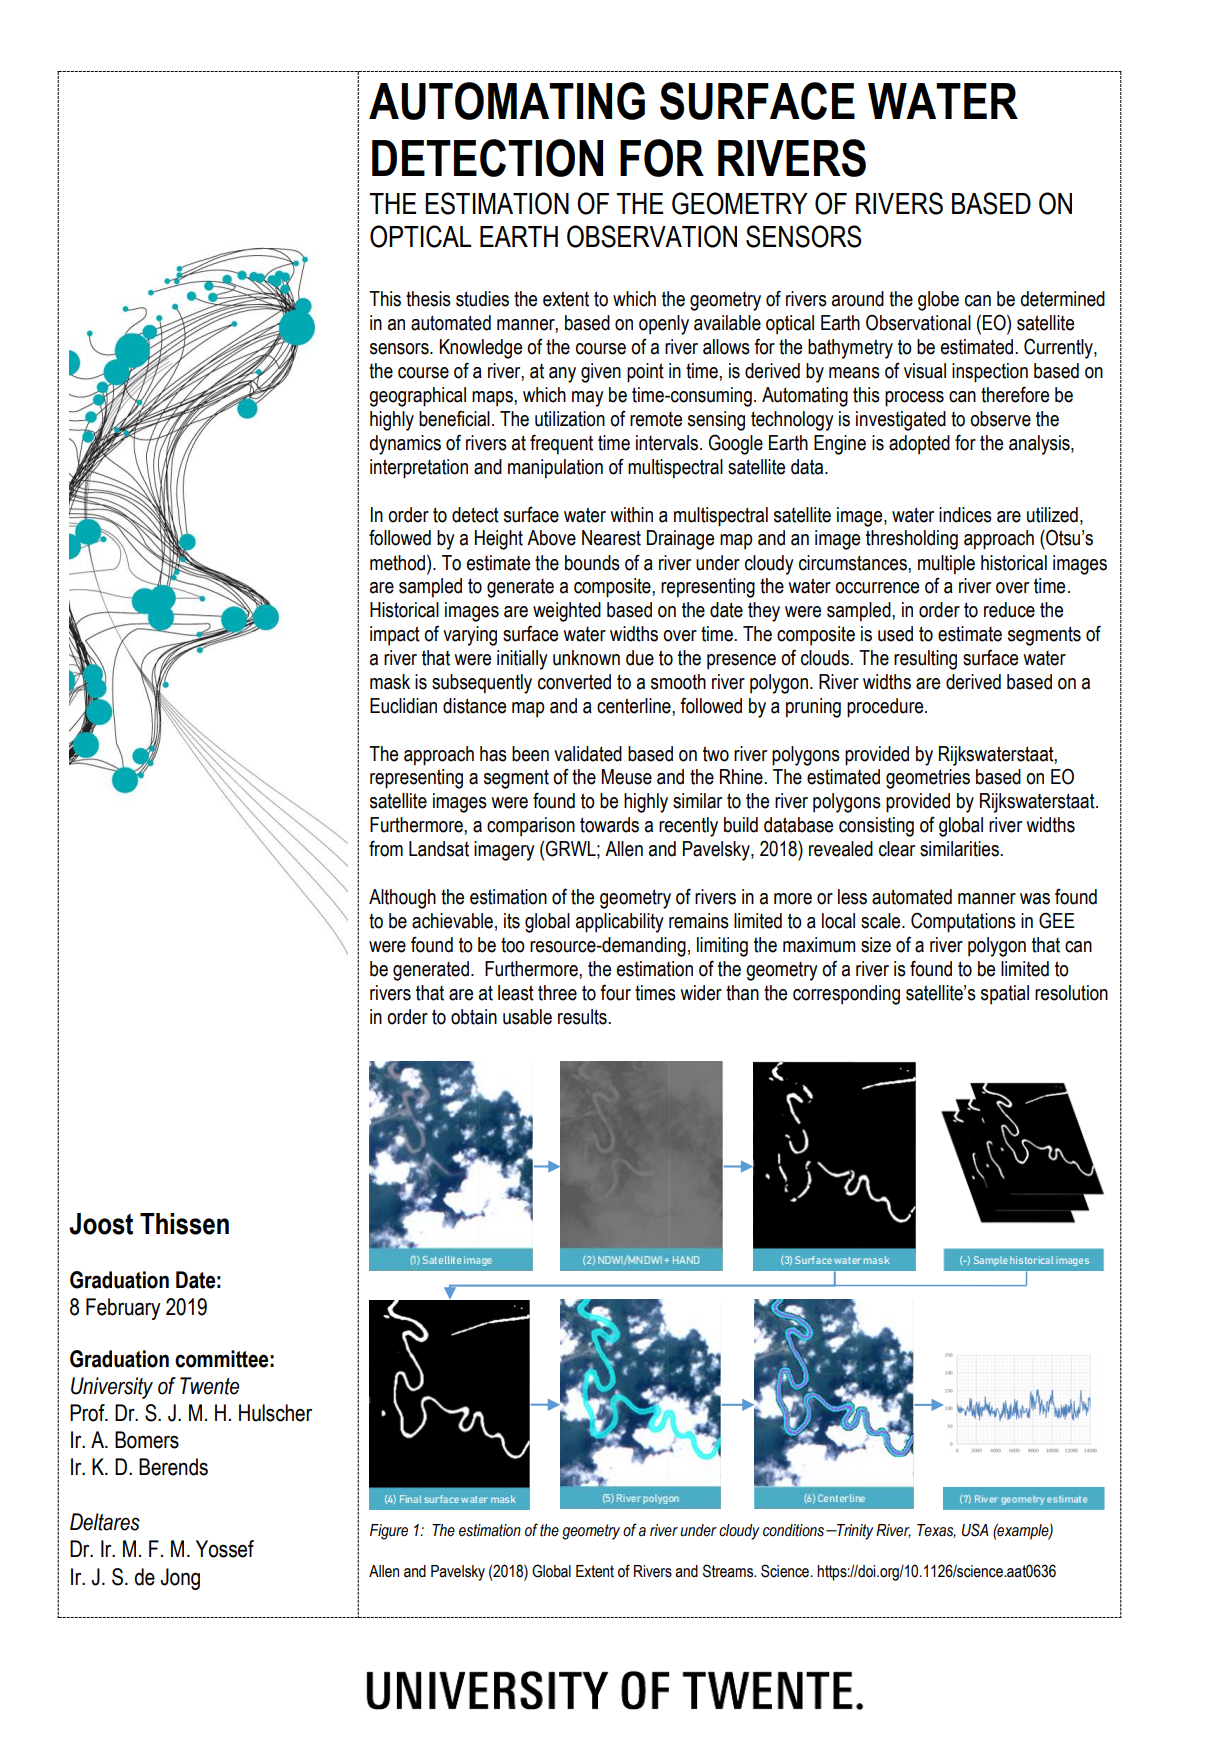 AUTOMATING SURFACE WATER
DETECTION FOR RIVERS
THE ESTIMATION OF THE GEOMETRY OF RIVERS BASED ON
OPTICAL EARTH OBSERVATION SENSORS
This thesis studies the extent to which the geometry of rivers around the globe can be determined
in an automated manner, based on openly available optical Earth Observational (EO) satellite
sensors. Knowledge of the course of a river allows for the bathymetry to be estimated. Currently,
the course of a river, at any given point in time, is derived by means of visual inspection based on
geographical maps, which may be time-consuming. Automating this process can therefore be
highly beneficial. The utilization of remote sensing technology is investigated to observe the
dynamics of rivers at frequent time intervals. Google Earth Engine is adopted for the analysis,
interpretation and manipulation of multispectral satellite data.
In order to detect surface water within a multispectral satellite image, water indices are utilized,
followed by a Height Above Nearest Drainage map and an image thresholding approach (Otsu's
method). To estimate the bounds of a river under cloudy circumstances, multiple historical images
are sampled to generate a composite, representing the water occurrence of a river over time.
Historical images are weighted based on the date they were sampled, in order to reduce the
impact of varying surface water widths over time. The composite is used to estimate segments of
a river that were initially unknown due to the presence of clouds. The resulting surface water
mask is subsequently converted to a smooth river polygon. River widths are derived based on a
Euclidian distance map and a centerline, followed by a pruning procedure.
The approach has been validated based on two river polygons provided by Rijkswaterstaat,
representing a segment of the Meuse and the Rhine. The estimated geometries based on EO
satellite images were found to be highly similar to the river polygons provided by Rijkswaterstaat.
Furthermore, a comparison towards a recently build database consisting of global river widths
from Landsat imagery (GRWL; Allen and Pavelsky, 2018) revealed clear similarities.
Although the estimation of the geometry of rivers in a more or less automated manner was found
to be achievable, its global applicability remains limited to a local scale. Computations in GEE
were found to be too resource-demanding, limiting the maximum size of a river polygon that can
be generated.  Furthermore, the estimation of the geometry of a river is found to be limited to
rivers that are at least three to four times wider than the corresponding satellite's spatial resolution
in order to obtain usable results.
(1) Satellite image
(2) NDWI/MNDWI + HAND
(3) Surface water mask
(-) Sample historical images
(4) Final surface water mask
(5) River polygon
(6) Centerline
250
200
150
100
50
0
0 2000 4000 6000 8000 10000 12000 14000
(7) River geometry estimate
Figure 1:  The estimation of the geometry of a river under cloudy conditions—Trinity River, Texas, USA (example)
Allen and Pavelsky (2018) Global Extent of Rivers and Streams. Science. https://doi.org/10.1126/science.aat0636
Joost Thissen
Graduation Date:
8 February 2019
Graduation committee:
University of Twente
Prof. Dr. S. J. M. H. Hulscher
Ir. A. Bomers
Ir. K. D. Berends
Deltares
Dr. Ir. M. F. M. Yossef
Ir. J. S. de Jong
UNIVERSITY OF TWENTE.